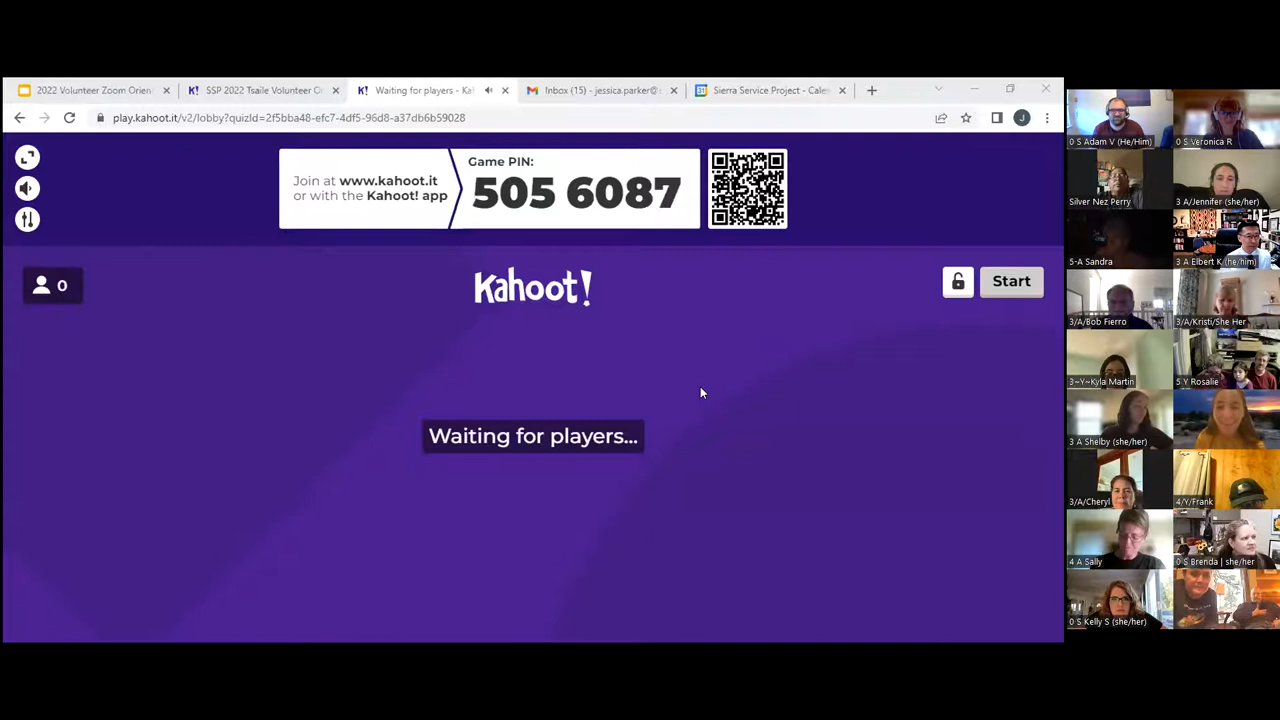 2022 Volunteer Zoom Orien
SSP 2022 Tsaile Volunteer O
Waiting for players - Ka
Inbox (15) - jessica.parker@
Sierra Service Project - Cale
play.kahoot.it/v2/lobby?quizId=2f5bba48-efc7-4df5-96d8-a37db6b59028
J
Join at www.kahoot.it
or with the Kahoot! app
Game PIN:
505 6087
0
Kahoot!
Start
Waiting for players...
0 S Adam V (He/Him)
0 S Veronica R
Silver Nez Perry
3 A/Jennifer (she/her)
5-A Sandra
3 A Elbert K (he/him)
3/A/Bob Fierro
3/A/Kristi/She Her
3~Y~Kyla Martin
5 Y Rosalie
3 A Shelby (she/her)
3/A/Cheryl
4/Y/Frank
4 A Sally
0 S Brenda | she/her
0 S Kelly S (she/her)